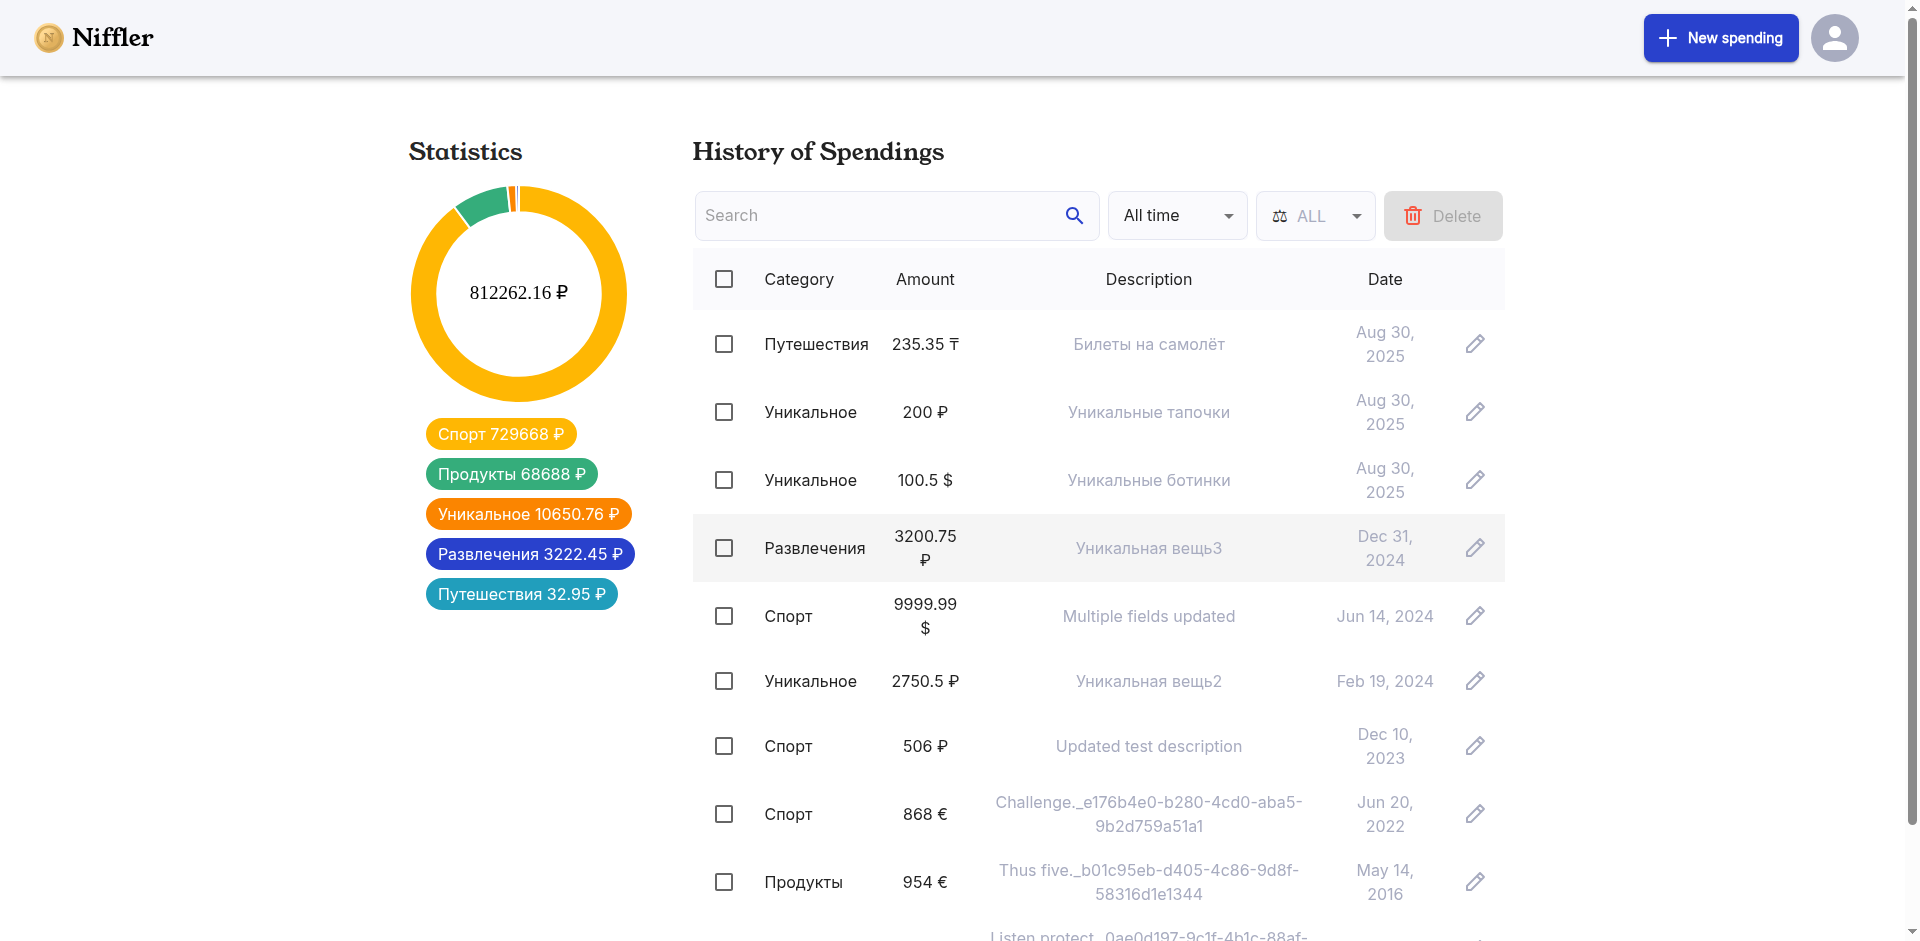 Niffler
New spending
Statistics
812262.16 ₽
Спорт 729668 ₽
Продукты 68688 ₽
Уникальное 10650.76 ₽
Развлечения 3222.45 ₽
Путешествия 32.95 ₽
History of Spendings
Search
All time
ALL
Delete
Category Amount Description Date
Путешествия 235.35 ₸ Билеты на самолёт Aug 30,
2025
Уникальное 200 ₽ Уникальные тапочки Aug 30,
2025
Уникальное 100.5 $ Уникальные ботинки Aug 30,
2025
Развлечения 3200.75
₽ Уникальная вещь3 Dec 31,
2024
Спорт 9999.99
$ Multiple fields updated Jun 14, 2024
Уникальное 2750.5 ₽ Уникальная вещь2 Feb 19, 2024
Спорт 506 ₽ Updated test description Dec 10,
2023
Спорт 868 € Challenge._e176b4e0-b280-4cd0-aba5-
9b2d759a51a1 Jun 20,
2022
Продукты 954 € Thus five._b01c95eb-d405-4c86-9d8f-
58316d1e1344 May 14,
2016
Listen protect._0ae0d197-9c1f-4b1c-88af-